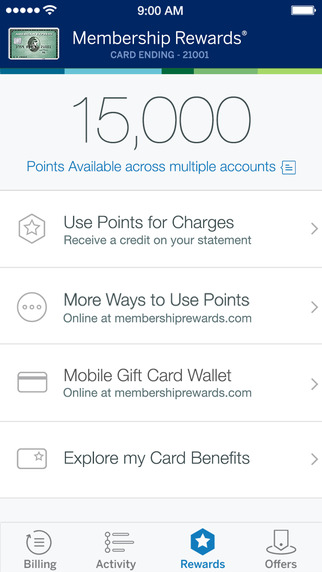 9:00 AM
Membership Rewards®
CARD ENDING - 21001
15,000
Points Available across multiple accounts
Use Points for Charges
Receive a credit on your statement
More Ways to Use Points
Online at membershiprewards.com
Mobile Gift Card Wallet
Online at membershiprewards.com
Explore my Card Benefits
Billing
Activity
Rewards
Offers